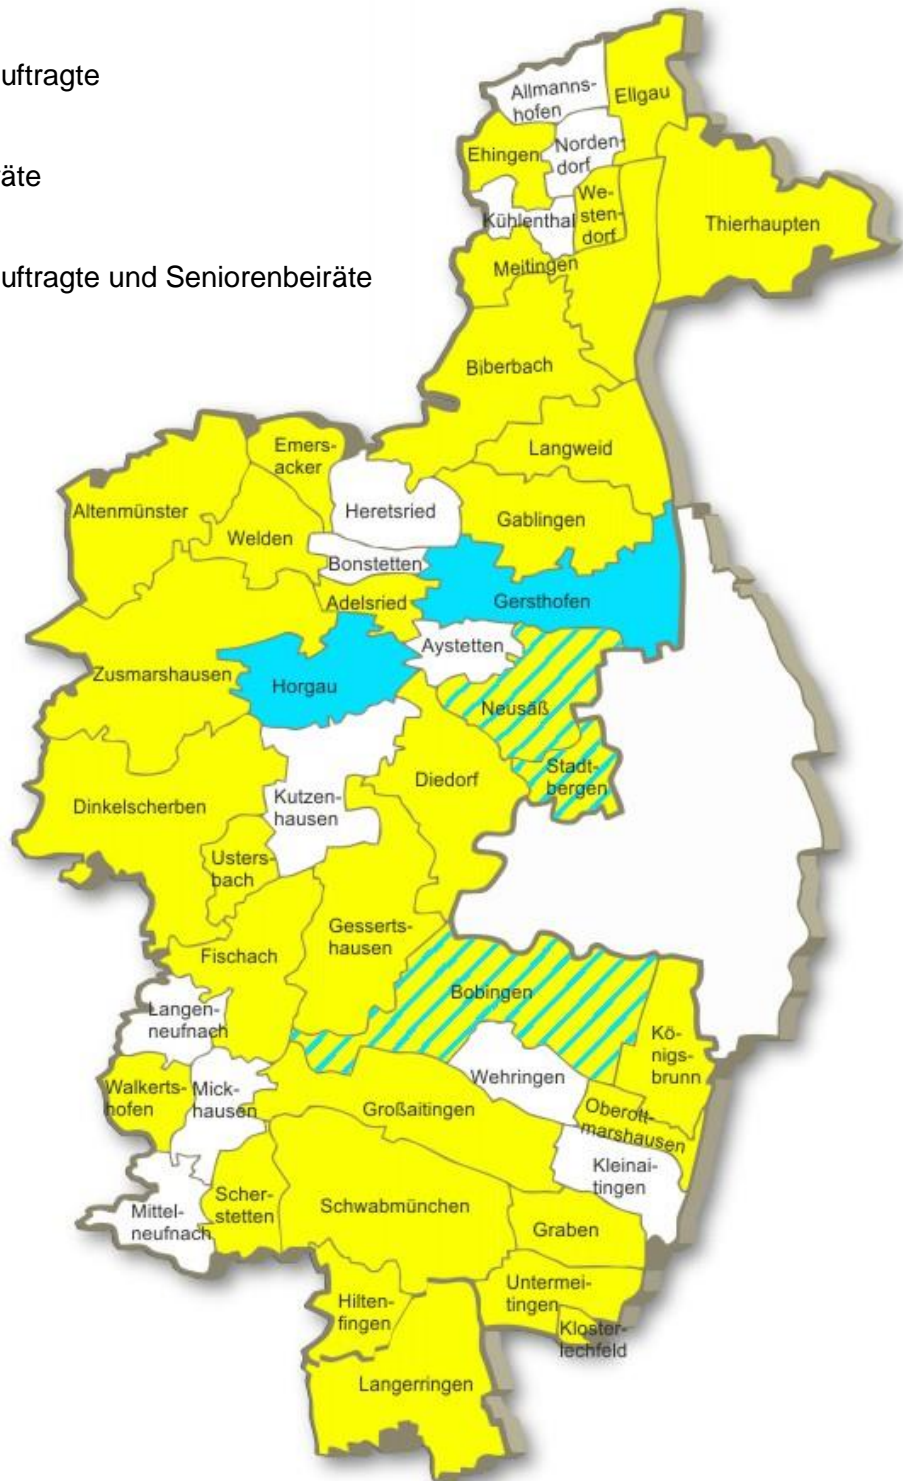 uftragte
äte
uftragte und Seniorenbeiräte
Allmanns-
hofen
Ellgau
Ehingen
Norden-
dorf
Kühlenthal
We-
sten-
dorf
Thierhaupten
Meitingen
Biberbach
Langweid
Emers-
acker
Altenmünster
Welden
Heretsried
Gablingen
Bonstetten
Adelsried
Gersthofen
Aystetten
Zusmarshausen
Horgau
Neusäß
Stadt-
bergen
Diedorf
Dinkelscherben
Kutzen-
hausen
Usters-
bach
Gesserts-
hausen
Fischach
Bobingen
Langen-
neufnach
Kö-
nigs-
brunn
Wehringen
Walkerts-
hofen
Mick-
hausen
Großaitingen
Oberott-
marshausen
Kleinai-
tingen
Mittel-
neufnach
Scher-
stetten
Schwabmünchen
Graben
Untermei-
tingen
Hilten-
fingen
Kloster-
lechfeld
Langerringen